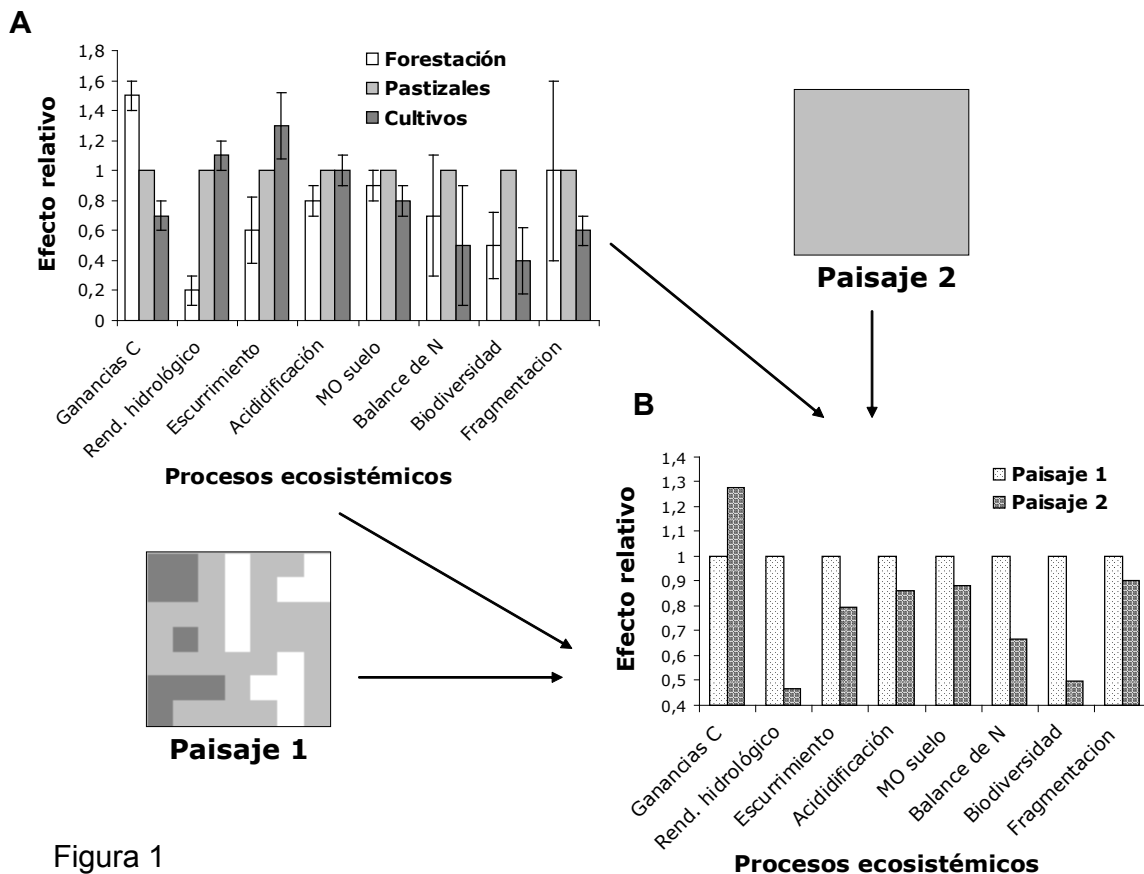 A
1,8
1,6
1,4
1,2
1
0,8
0,6
0,4
0,2
0
Efecto relativo
Forestación
Pastizales
Cultivos
Ganancias C
Rend. hidrológico
Escurrimiento
Acididificación
MO suelo
Balance de N
Biodiversidad
Fragmentacion
Procesos ecosistémicos
Paisaje 2
Paisaje 1
B
1,4
1,3
1,2
1,1
1
0,9
0,8
0,7
0,6
0,5
0,4
Efecto relativo
Paisaje 1
Paisaje 2
Ganancias C
Rend. hidrológico
Escurrimiento
Acididificación
MO suelo
Balance de N
Biodiversidad
Fragmentacion
Procesos ecosistémicos
Figura 1